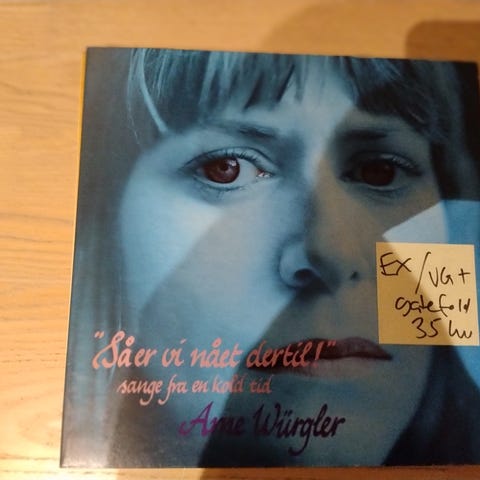 "Så er vi nået dertil!"
sange fra en kold tid
Arne Würgler
EX/VG+
gatefold
35 kr